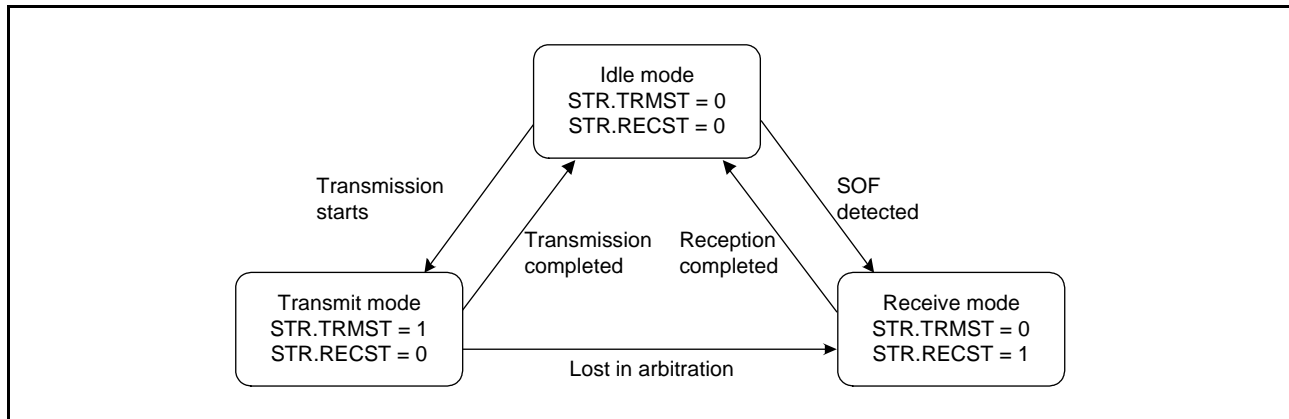 Idle mode
STR.TRMST = 0
STR.RECST = 0
Transmission
starts
SOF
detected
Transmission
completed
Reception
completed
Transmit mode
STR.TRMST = 1
STR.RECST = 0
Receive mode
STR.TRMST = 0
STR.RECST = 1
Lost in arbitration